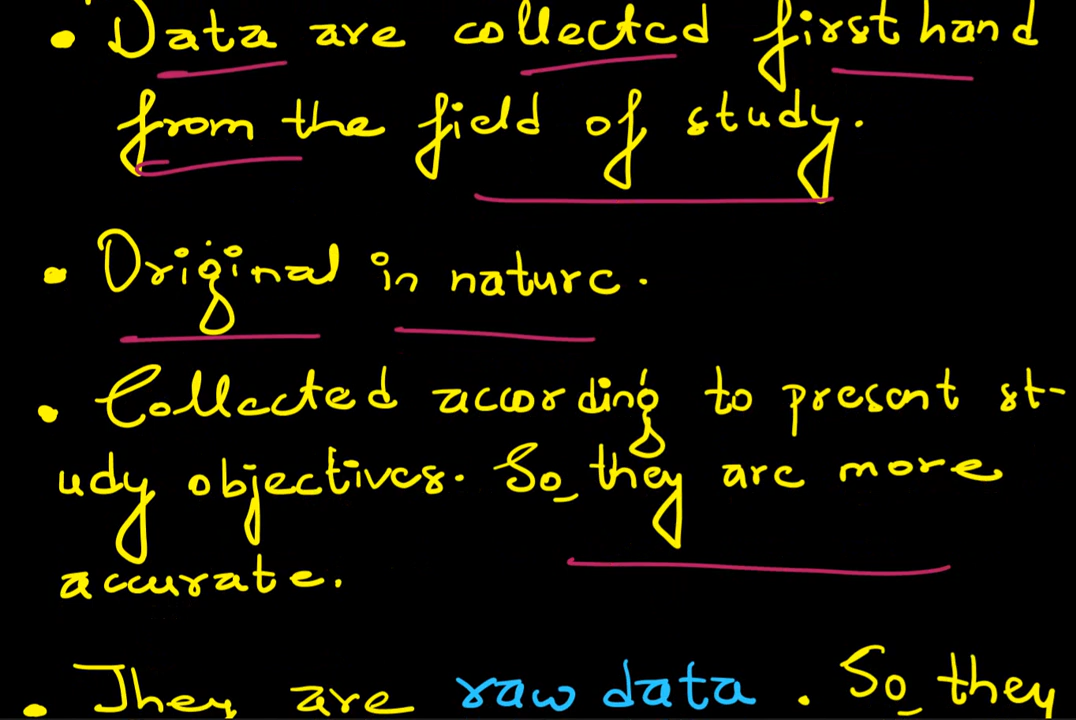 • Data are collected first hand
from the field of study.
• Original in nature.
• Collected according to present st-
udy objectives. So, they are more
accurate.
• They are raw data. So, they